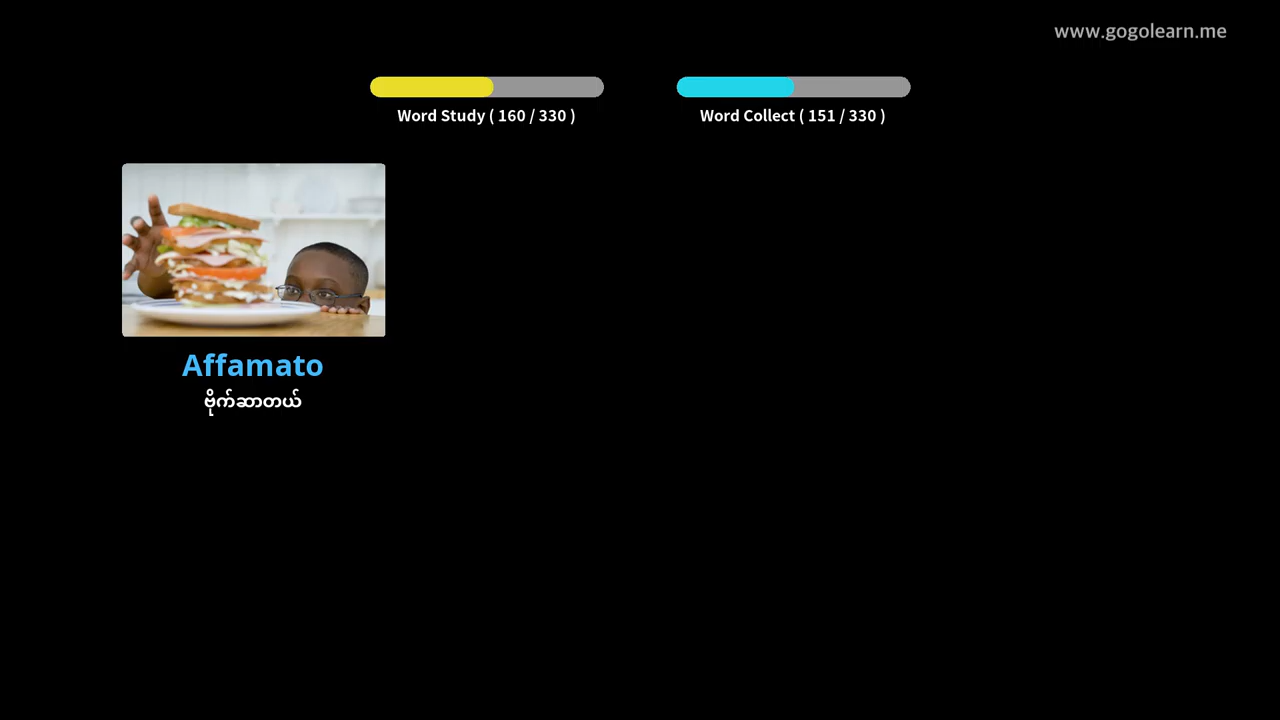 www.gogolearn.me
Word Study ( 160 / 330 )
Word Collect ( 151 / 330 )
Affamato
ဗိုက်ဆာတယ်